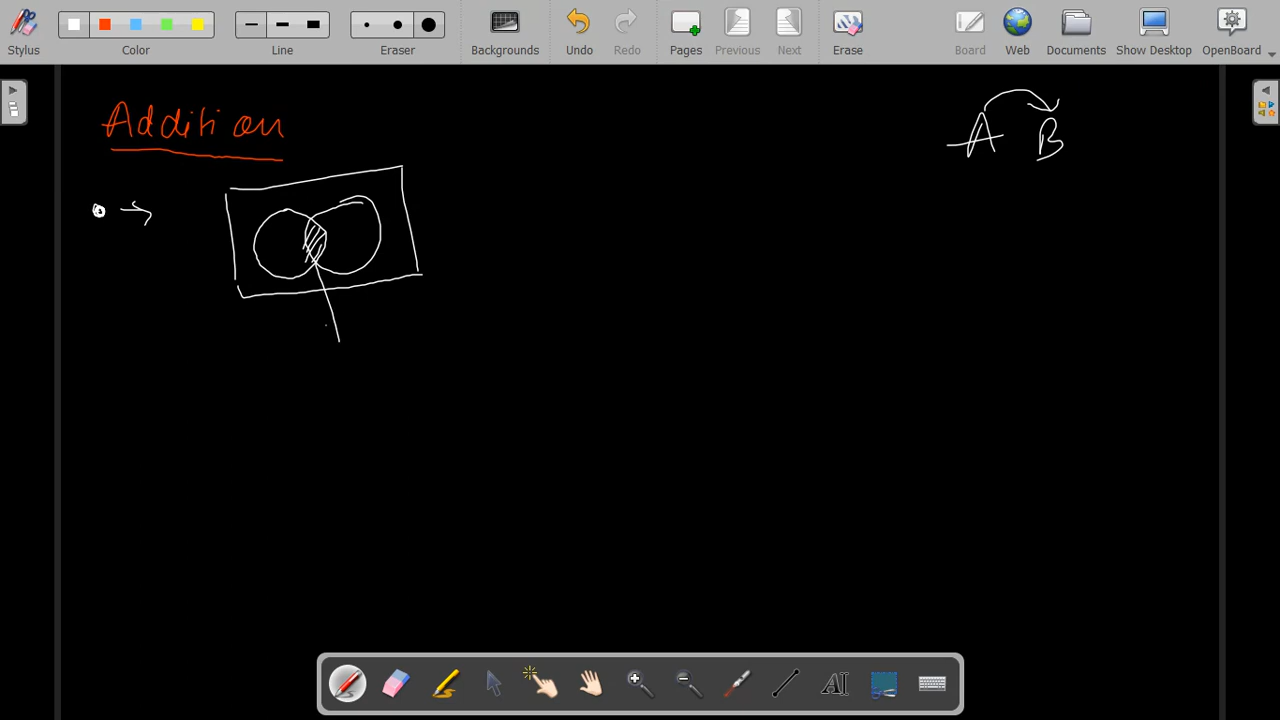 Stylus
Color
Line
Eraser
Backgrounds
Undo
Redo
Pages
Previous
Next
Erase
Board
Web
Documents
Show Desktop
OpenBoard
Addition
A B